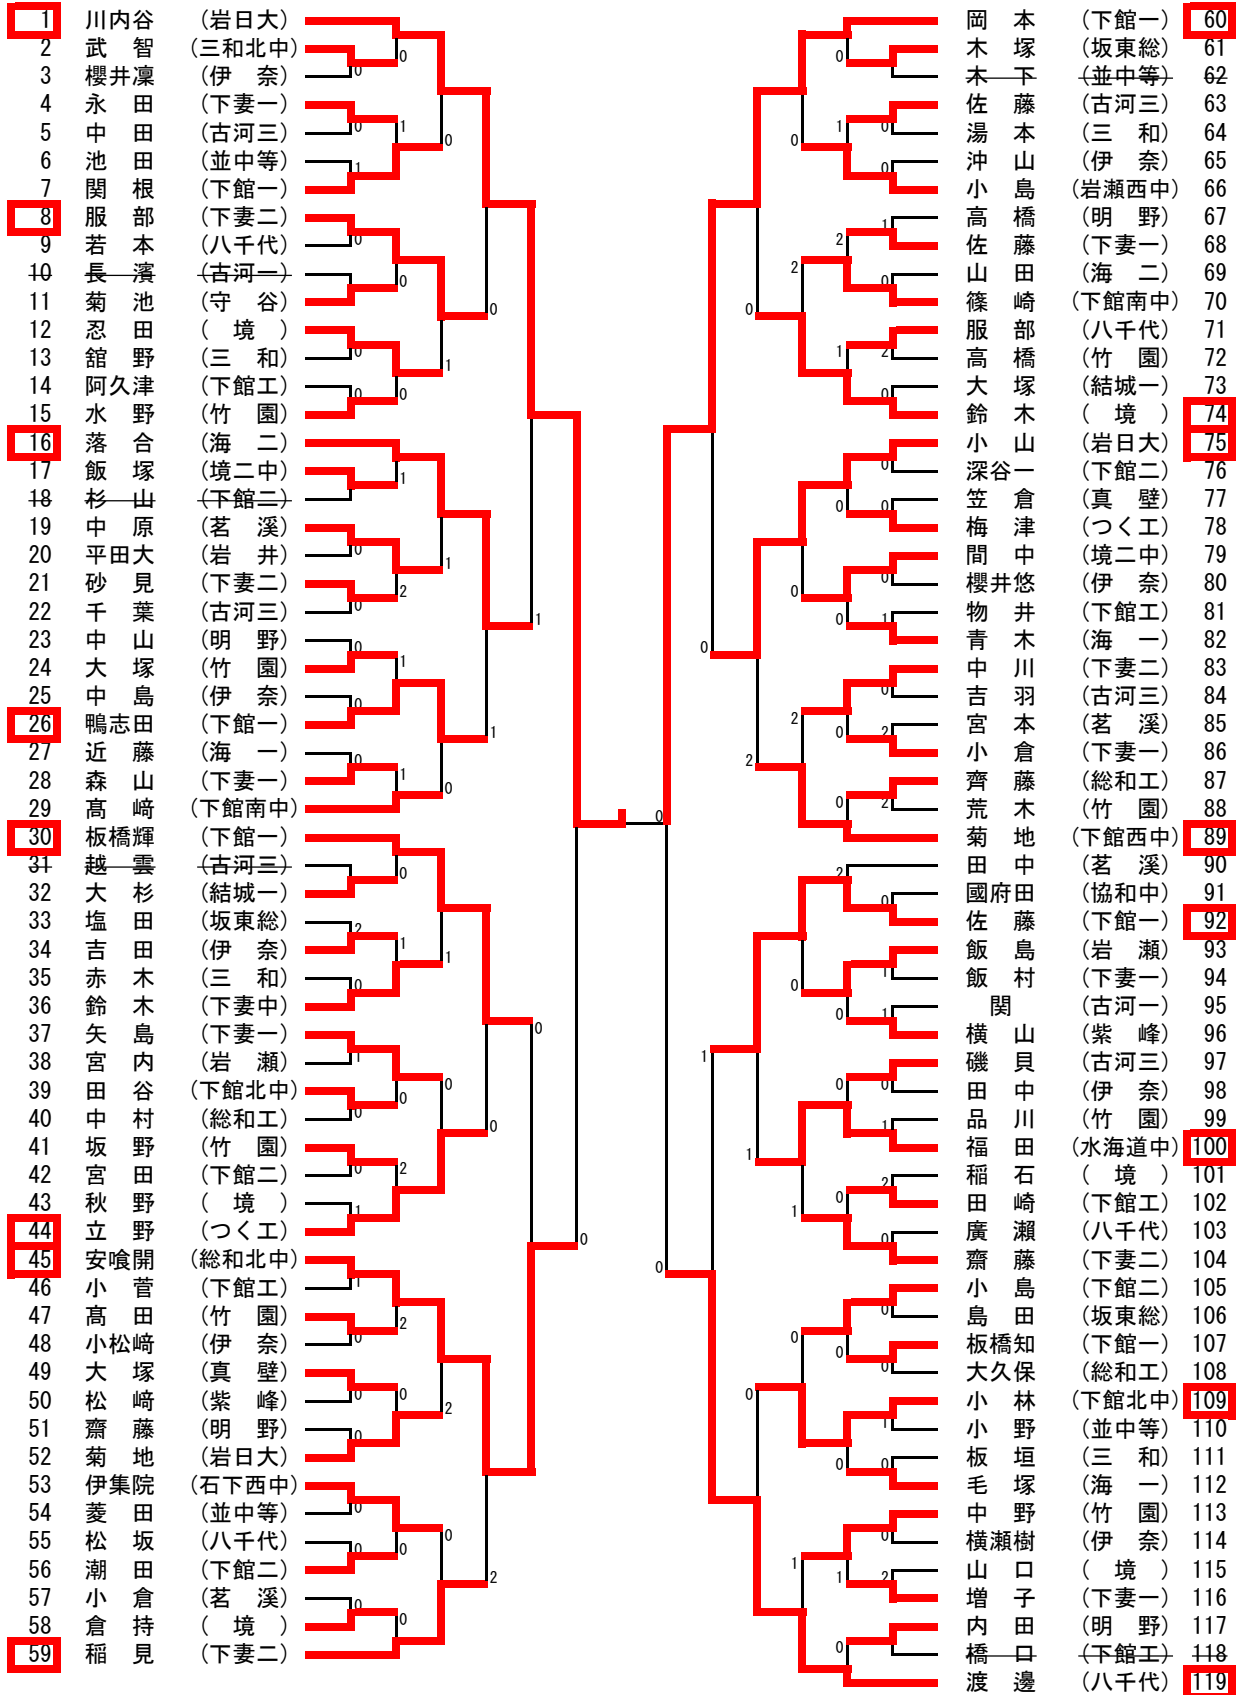 1 川内谷 (岩日大)
2 武智 (三和北中)
3 櫻井凜 (伊奈)
4 永田 (下妻一)
5 中田 (古河三)
6 池田 (並中等)
7 関根 (下館一)
8 服部 (下妻二)
9 若本 (八千代)
10 長濱 (古河一)
11 菊池 (守谷)
12 忍田 (境)
13 舘野 (三和)
14 阿久津 (下館工)
15 水野 (竹園)
16 落合 (海二)
17 飯塚 (境二中)
18 杉山 (下館二)
19 中原 (茗溪)
20 平田大 (岩井)
21 砂見 (下妻二)
22 千葉 (古河三)
23 中山 (明野)
24 大塚 (竹園)
25 中島 (伊奈)
26 鴨志田 (下館一)
27 近藤 (海一)
28 森山 (下妻一)
29 髙﨑 (下館南中)
30 板橋輝 (下館一)
31 越雲 (古河三)
32 大杉 (結城一)
33 塩田 (坂東総)
34 吉田 (伊奈)
35 赤木 (三和)
36 鈴木 (下妻中)
37 矢島 (下妻一)
38 宮内 (岩瀬)
39 田谷 (下館北中)
40 中村 (総和工)
41 坂野 (竹園)
42 宮田 (下館二)
43 秋野 (境)
44 立野 (つく工)
45 安喰開 (総和北中)
46 小菅 (下館工)
47 髙田 (竹園)
48 小松﨑 (伊奈)
49 大塚 (真壁)
50 松﨑 (紫峰)
51 齋藤 (明野)
52 菊地 (岩日大)
53 伊集院 (石下西中)
54 菱田 (並中等)
55 松坂 (八千代)
56 潮田 (下館二)
57 小倉 (茗溪)
58 倉持 (境)
59 稲見 (下妻二)
岡本 (下館一) 60
木塚 (坂東総) 61
木下 (並中等) 62
佐藤 (古河三) 63
湯本 (三和) 64
沖山 (伊奈) 65
小島 (岩瀬西中) 66
高橋 (明野) 67
佐藤 (下妻一) 68
山田 (海二) 69
篠崎 (下館南中) 70
服部 (八千代) 71
高橋 (竹園) 72
大塚 (結城一) 73
鈴木 (境) 74
小山 (岩日大) 75
深谷一 (下館二) 76
笠倉 (真壁) 77
梅津 (つく工) 78
間中 (境二中) 79
櫻井悠 (伊奈) 80
物井 (下館工) 81
青木 (海一) 82
中川 (下妻二) 83
吉羽 (古河三) 84
宮本 (茗溪) 85
小倉 (下妻一) 86
齊藤 (総和工) 87
荒木 (竹園) 88
菊地 (下館西中) 89
田中 (茗溪) 90
國府田 (協和中) 91
佐藤 (下館一) 92
飯島 (岩瀬) 93
飯村 (下妻一) 94
関 (古河一) 95
横山 (紫峰) 96
磯貝 (古河三) 97
田中 (伊奈) 98
品川 (竹園) 99
福田 (水海道中) 100
稲石 (境) 101
田崎 (下館工) 102
廣瀬 (八千代) 103
齋藤 (下妻二) 104
小島 (下館二) 105
島田 (坂東総) 106
板橋知 (下館一) 107
大久保 (総和工) 108
小林 (下館北中) 109
小野 (並中等) 110
板垣 (三和) 111
毛塚 (海一) 112
中野 (竹園) 113
横瀬樹 (伊奈) 114
山口 (境) 115
増子 (下妻一) 116
内田 (明野) 117
橋口 (下館工) 118
渡邊 (八千代) 119